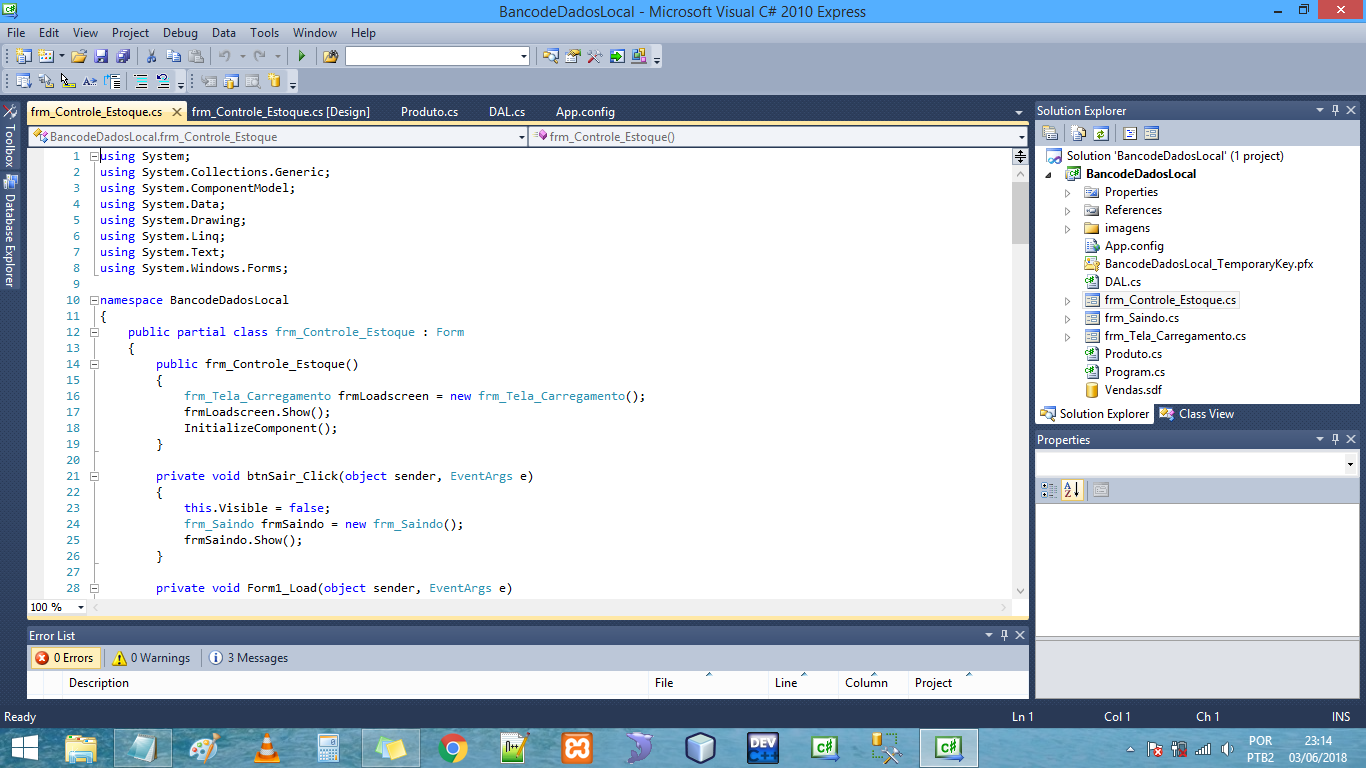 BancodeDadosLocal - Microsoft Visual C# 2010 Express
File Edit View Project Debug Data Tools Window Help
frm_Controle_Estoque.cs frm_Controle_Estoque.cs [Design] Produto.cs DAL.cs App.config
BancodeDadosLocal.frm_Controle_Estoque frm_Controle_Estoque()
Toolbox
Database Explorer
1 using System;
2 using System.Collections.Generic;
3 using System.ComponentModel;
4 using System.Data;
5 using System.Drawing;
6 using System.Linq;
7 using System.Text;
8 using System.Windows.Forms;
9
10 namespace BancodeDadosLocal
11 {
12 public partial class frm_Controle_Estoque : Form
13 {
14 public frm_Controle_Estoque()
15 {
16 frm_Tela_Carregamento frmLoadscreen = new frm_Tela_Carregamento();
17 frmLoadscreen.Show();
18 InitializeComponent();
19 }
20
21 private void btnSair_Click(object sender, EventArgs e)
22 {
23 this.Visible = false;
24 frm_Saindo frmSaindo = new frm_Saindo();
25 frmSaindo.Show();
26 }
27
28 private void Form1_Load(object sender, EventArgs e)
100 %
Solution Explorer
Solution 'BancodeDadosLocal' (1 project)
BancodeDadosLocal
Properties
References
imagens
App.config
BancodeDadosLocal_TemporaryKey.pfx
DAL.cs
frm_Controle_Estoque.cs
frm_Saindo.cs
frm_Tela_Carregamento.cs
Produto.cs
Program.cs
Vendas.sdf
Solution Explorer Class View
Properties
Error List
0 Errors 0 Warnings 3 Messages
Description File Line Column Project
Ready Ln 1 Col 1 Ch 1 INS
DEV
C++
POR
PTB2
23:14
03/06/2018